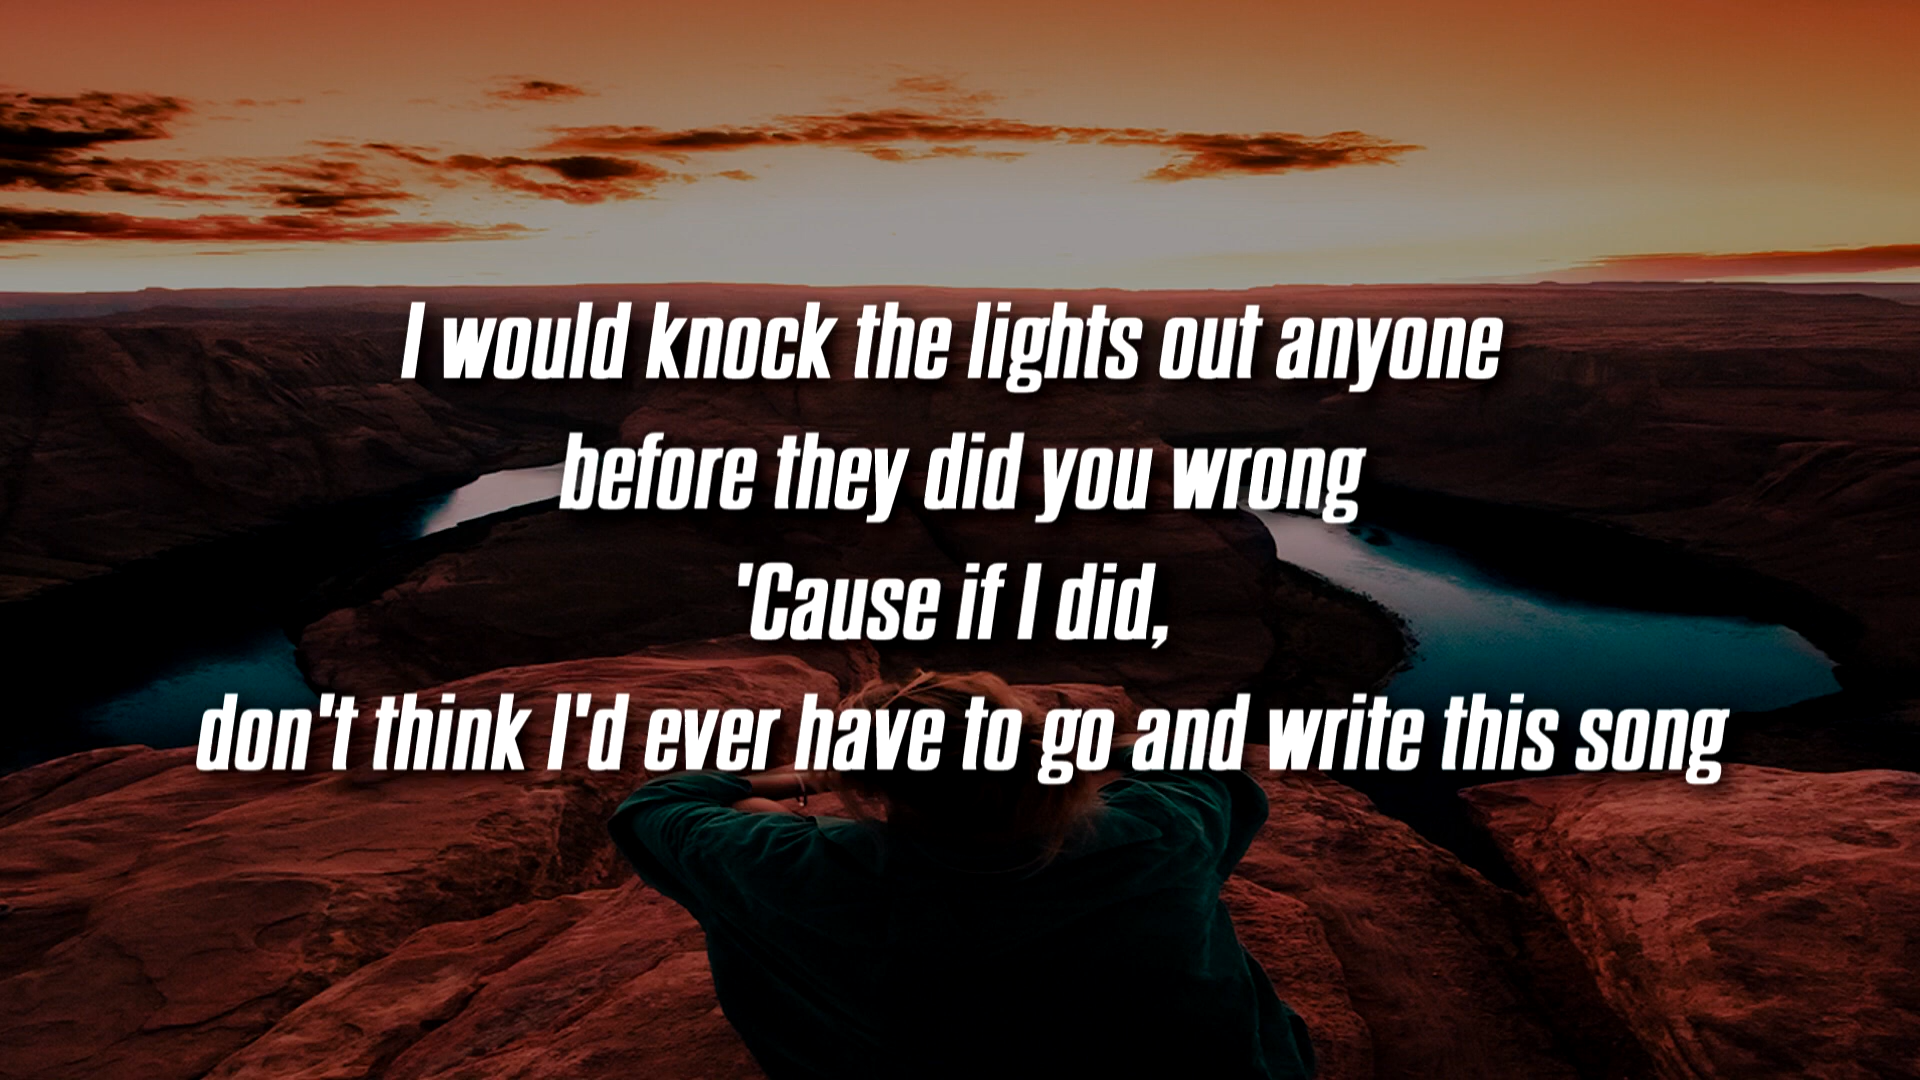 I would knock the lights out anyone
before they did you wrong
'Cause if I did,
don't think I'd ever have to go and write this song